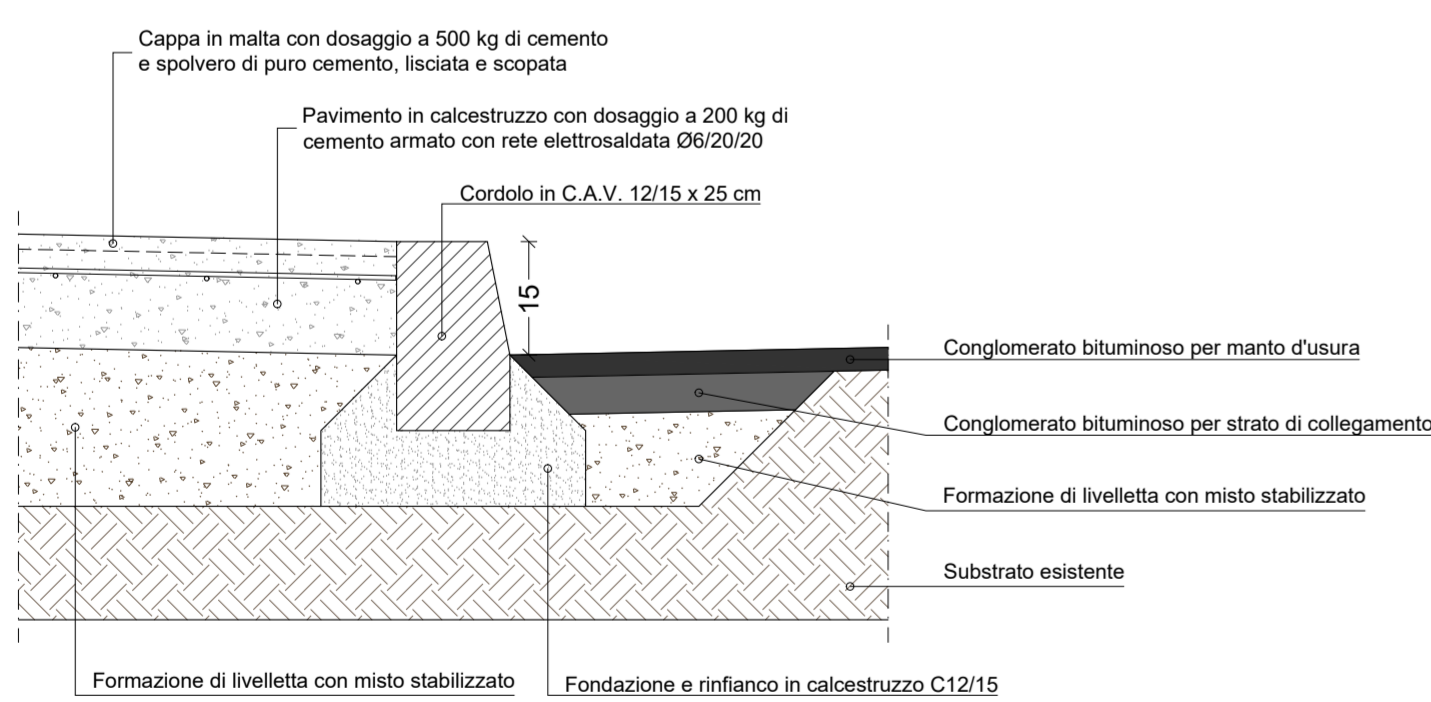 Cappa in malta con dosaggio a 500 kg di cemento
e spolvero di puro cemento, lisciata e scopata
Pavimento in calcestruzzo con dosaggio a 200 kg di
cemento armato con rete elettrosaldata Ø6/20/20
Cordolo in C.A.V. 12/15 x 25 cm
15
Conglomerato bituminoso per manto d'usura
Conglomerato bituminoso per strato di collegamento
Formazione di livelletta con misto stabilizzato
Substrato esistente
Formazione di livelletta con misto stabilizzato
Fondazione e rinfianco in calcestruzzo C12/15